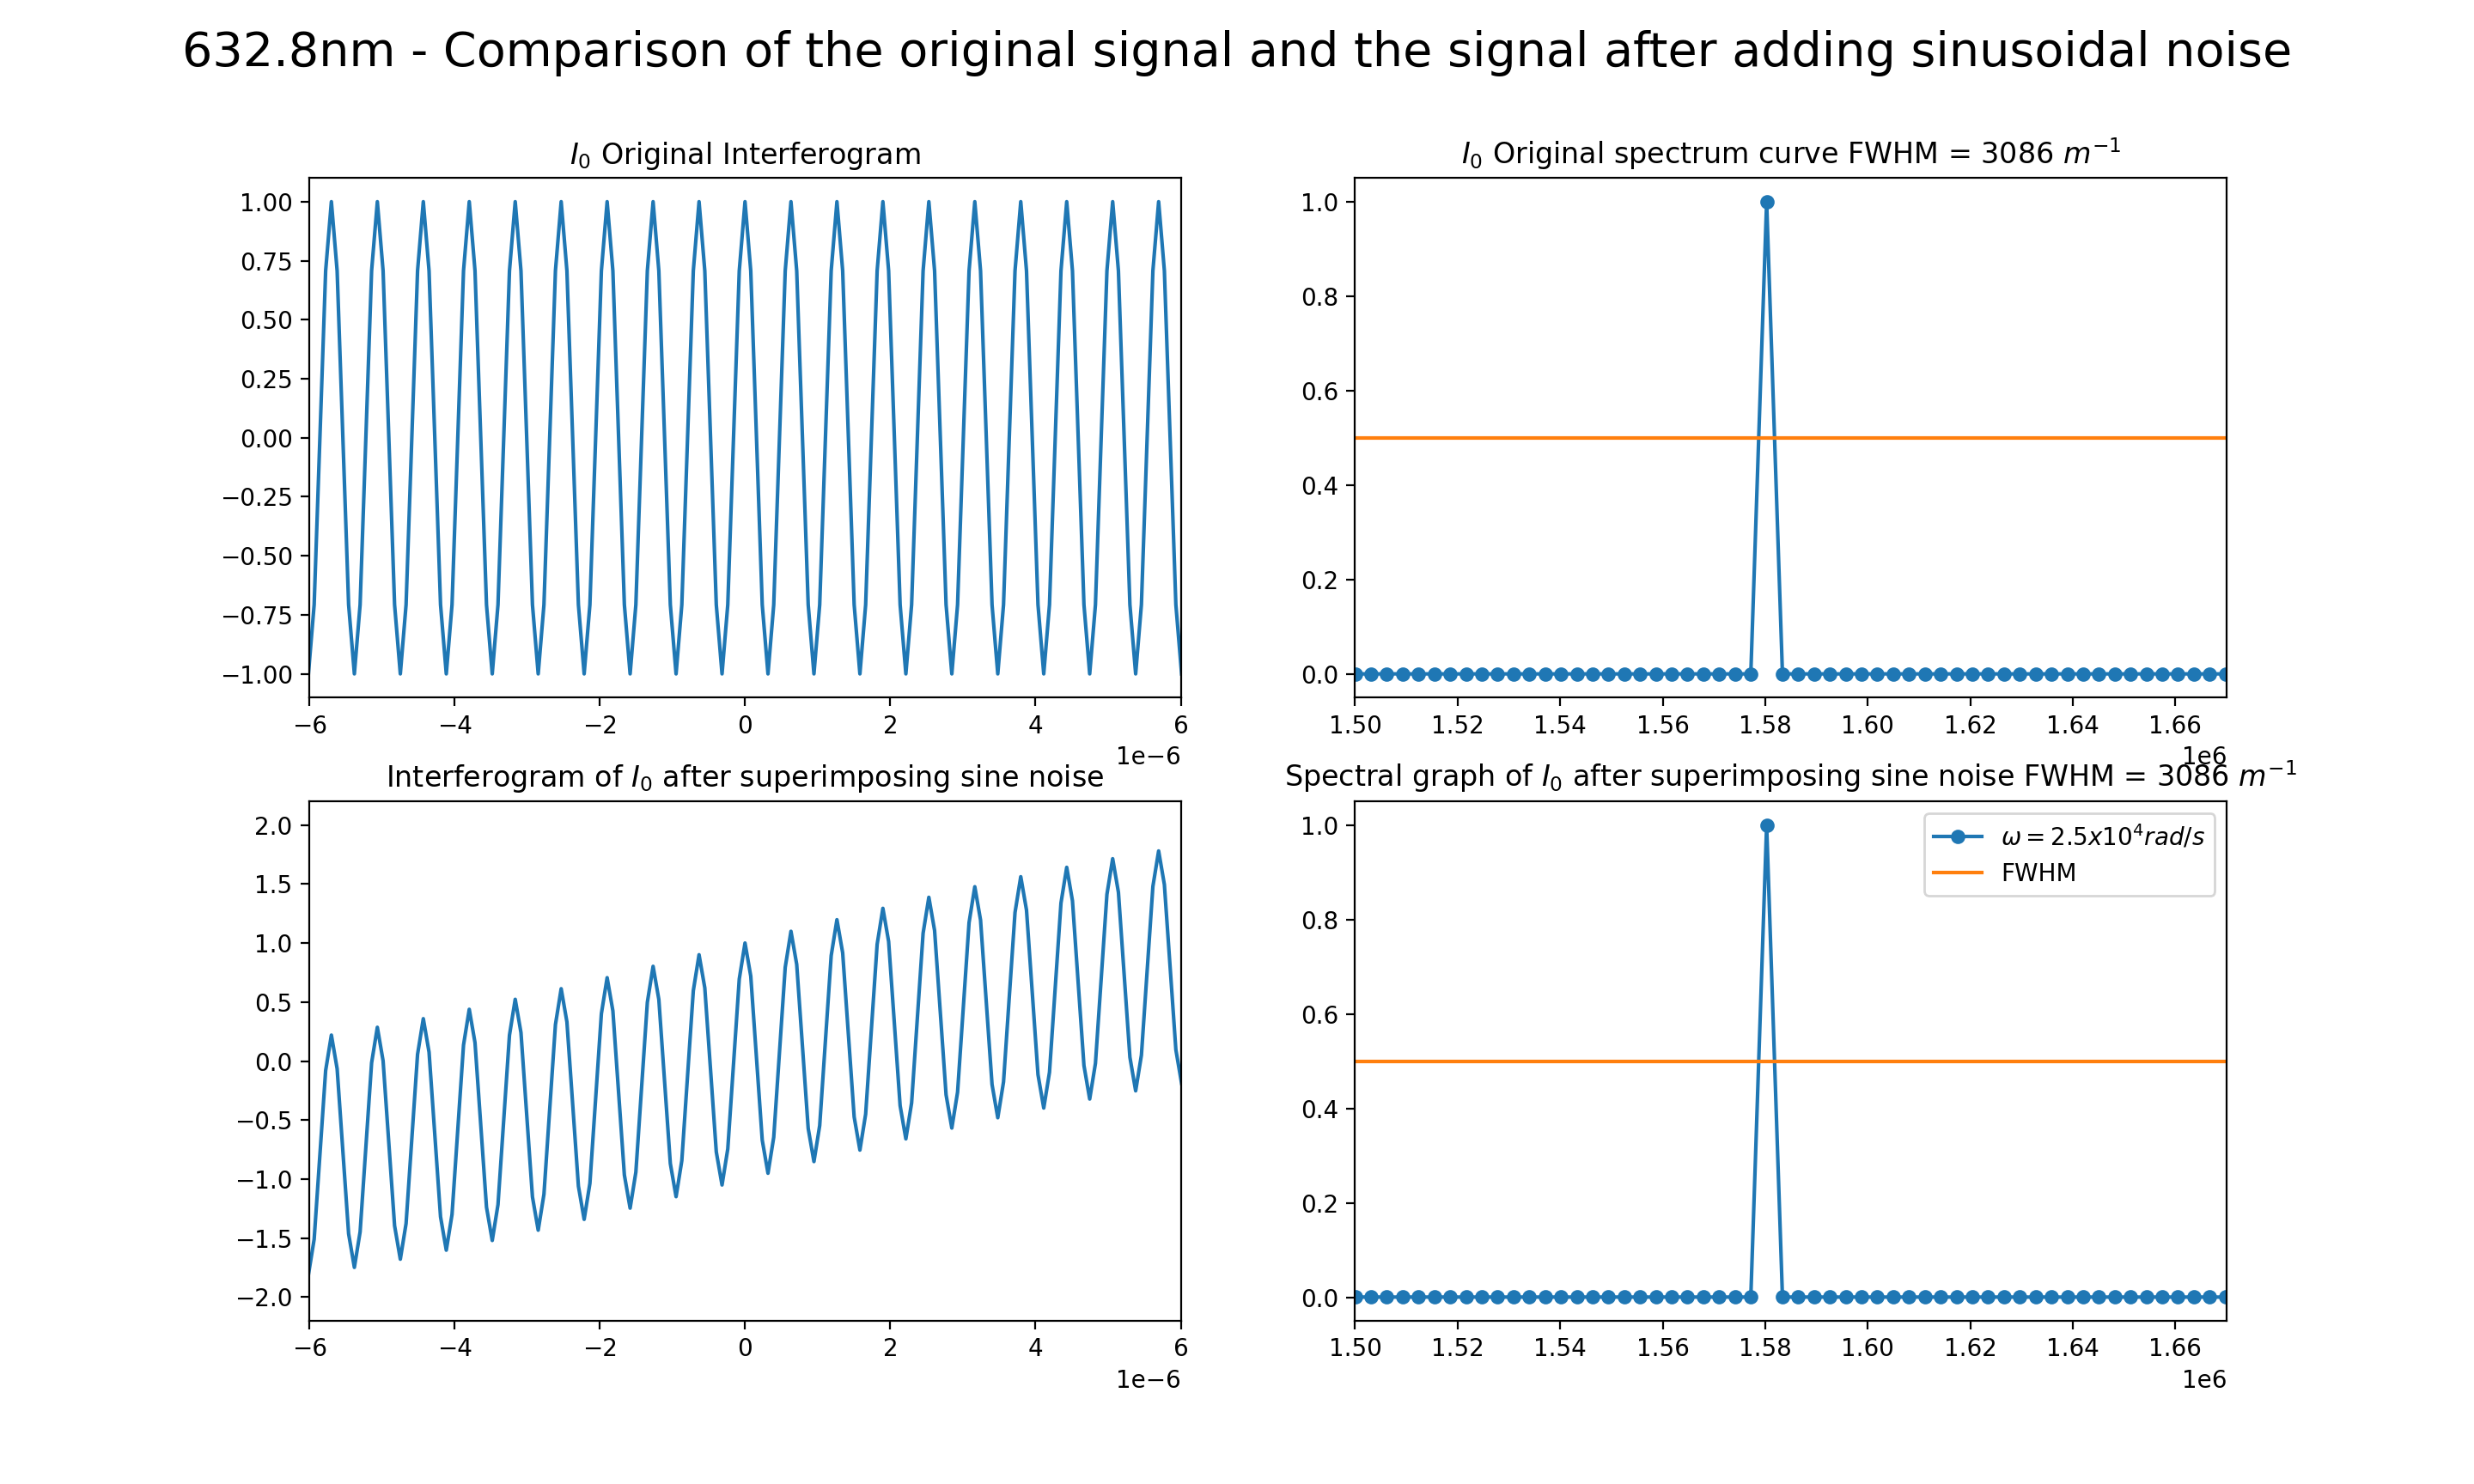 632.8nm - Comparison of the original signal and the signal after adding sinusoidal noise
I₀ Original Interferogram
1.00
0.75
0.50
0.25
0.00
−0.25
−0.50
−0.75
−1.00
−6 −4 −2 0 2 4 6
1e−6
I₀ Original spectrum curve FWHM = 3086 m⁻¹
1.0
0.8
0.6
0.4
0.2
0.0
1.50 1.52 1.54 1.56 1.58 1.60 1.62 1.64 1.66
1e6
Interferogram of I₀ after superimposing sine noise
2.0
1.5
1.0
0.5
0.0
−0.5
−1.0
−1.5
−2.0
−6 −4 −2 0 2 4 6
1e−6
Spectral graph of I₀ after superimposing sine noise FWHM = 3086 m⁻¹
ω = 2.5x10⁴rad/s
FWHM
1.0
0.8
0.6
0.4
0.2
0.0
1.50 1.52 1.54 1.56 1.58 1.60 1.62 1.64 1.66
1e6